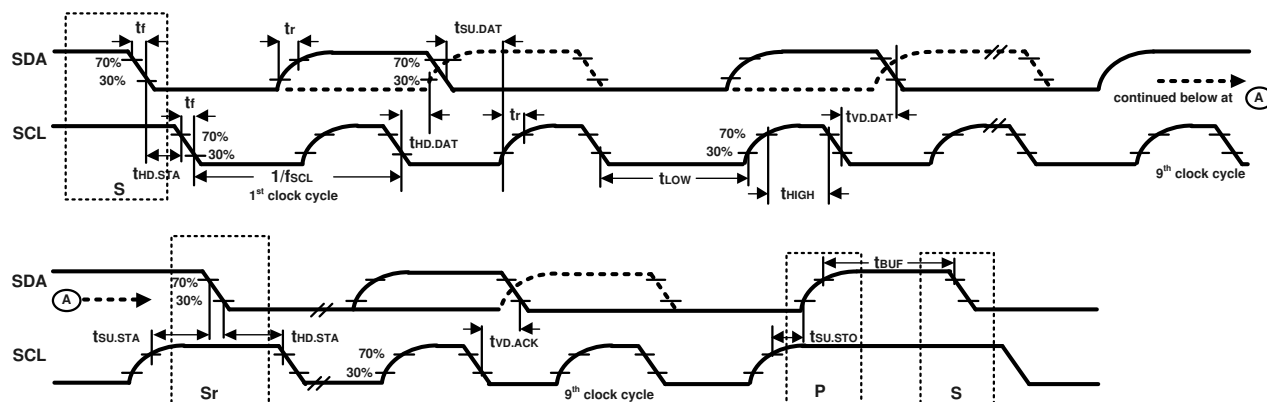 tf
tr
tSU.DAT
SDA
70%
30%
70%
30%
continued below at A
tf
tHD.DAT
tr
tVD.DAT
SCL
70%
30%
70%
30%
tHD.STA
S
1/fSCL
1st clock cycle
tLOW
tHIGH
9th clock cycle
SDA
70%
30%
tBUF
A
tSU.STA
tHD.STA
tVD.ACK
tSU.STO
SCL
70%
30%
Sr
9th clock cycle
P
S